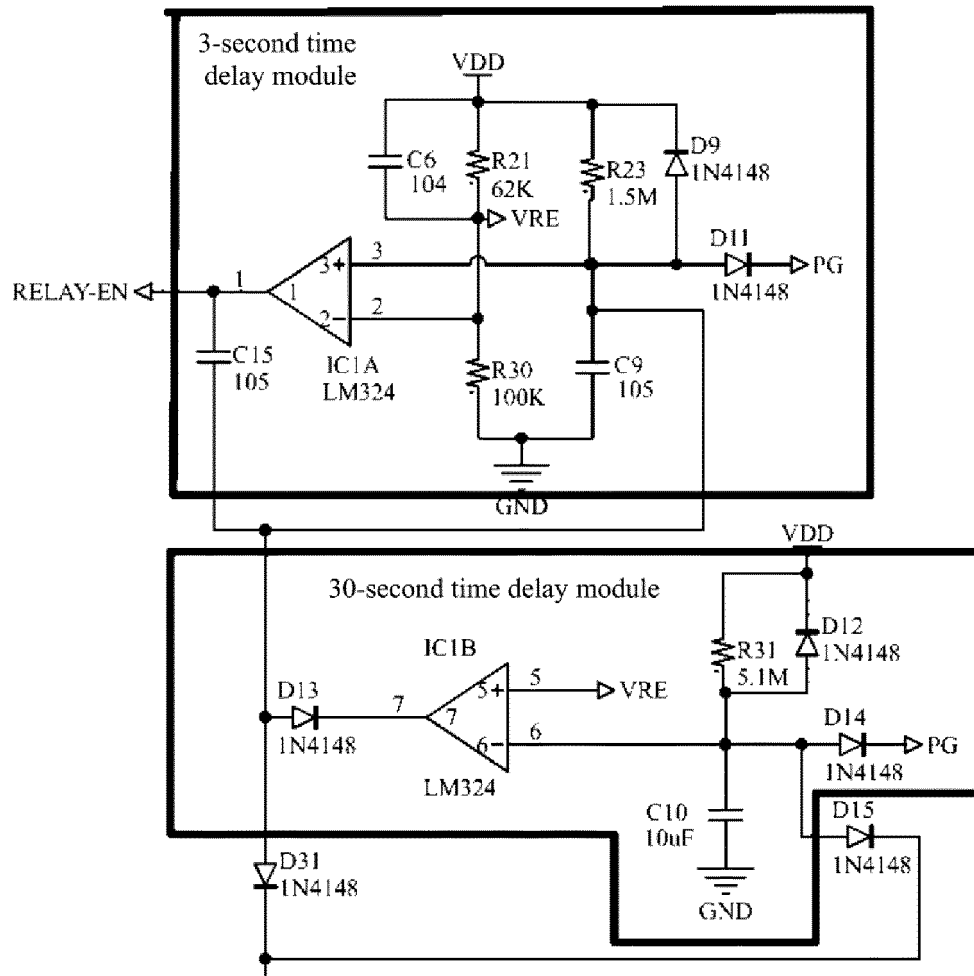 3-second time
delay module
VDD
C6
104
R21
62K
R23
1.5M
D9
1N4148
VRE
D11
1N4148
PG
3
3+
RELAY-EN
1
1
2
2−
IC1A
LM324
C15
105
R30
100K
C9
105
GND
VDD
30-second time delay module
IC1B
R31
5.1M
D12
1N4148
D13
1N4148
7
7
5+
5
VRE
6−
6
LM324
D14
1N4148
PG
C10
10uF
D15
1N4148
D31
1N4148
GND